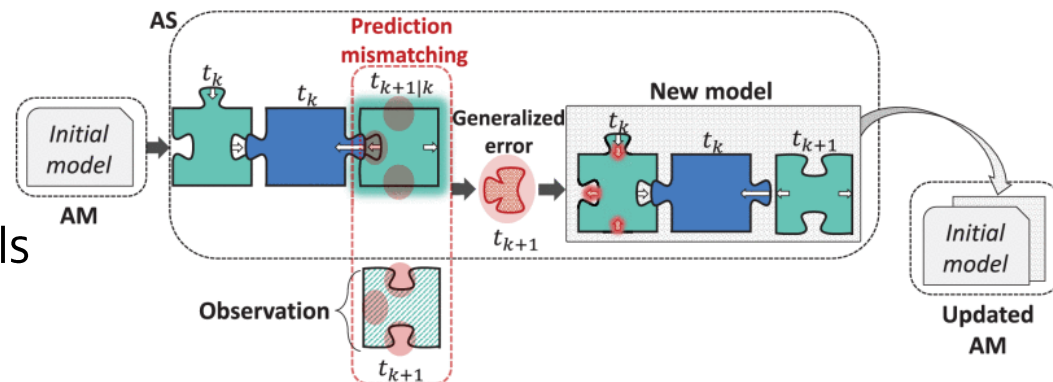 AS
Prediction
mismatching
t_k
t_k
t_{k+1|k}
Initial
model
AM
Generalized
error
t_{k+1}
New model
t_k
t_k
t_{k+1}
ls
Observation
t_{k+1}
Initial
model
Updated
AM